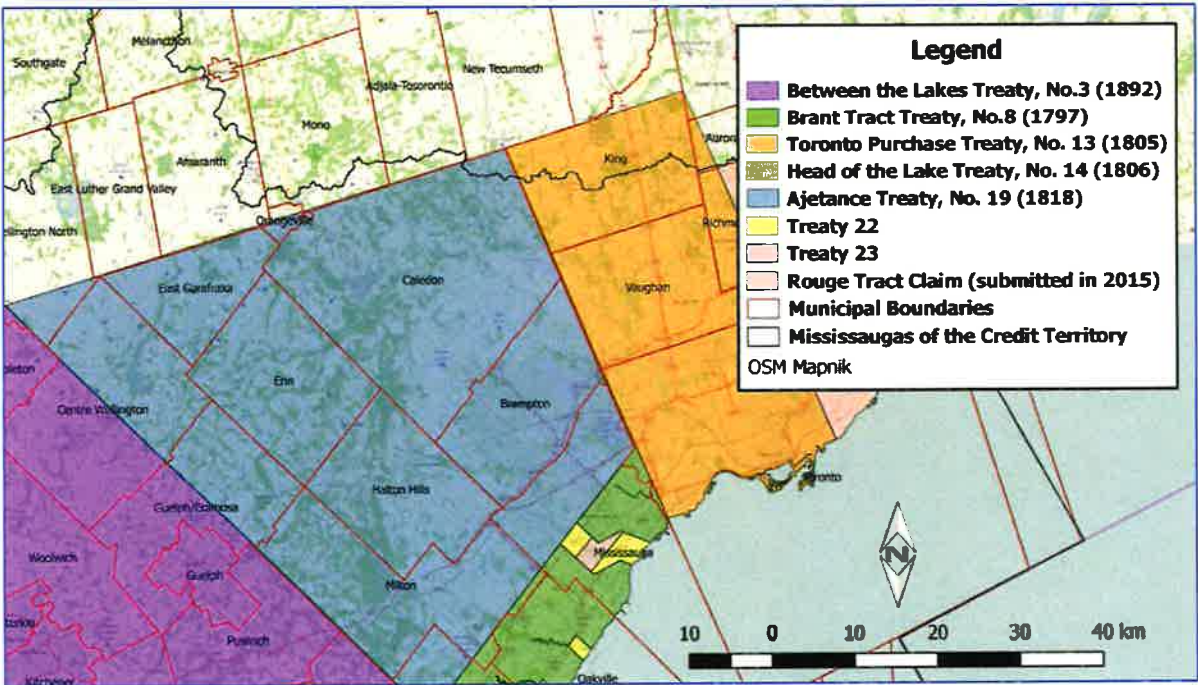 Southgate
Melancthon
New Tecumseth
Adjala-Tosorontio
Mono
Amaranth
East Luther Grand Valley
ellington North
Orangeville
King
Auror
Richm
East Garafraxa
Caledon
Vaughan
Erin
Centre Wellington
Brampton
Halton Hills
Toronto
Guelph/Eramosa
Woolwich
Guelph
Mississauga
Milton
Puslinch
Kitchener
Oakville
Legend
Between the Lakes Treaty, No.3 (1892)
Brant Tract Treaty, No.8 (1797)
Toronto Purchase Treaty, No. 13 (1805)
Head of the Lake Treaty, No. 14 (1806)
Ajetance Treaty, No. 19 (1818)
Treaty 22
Treaty 23
Rouge Tract Claim (submitted in 2015)
Municipal Boundaries
Mississaugas of the Credit Territory
OSM Mapnik
N
10 0 10 20 30 40 km